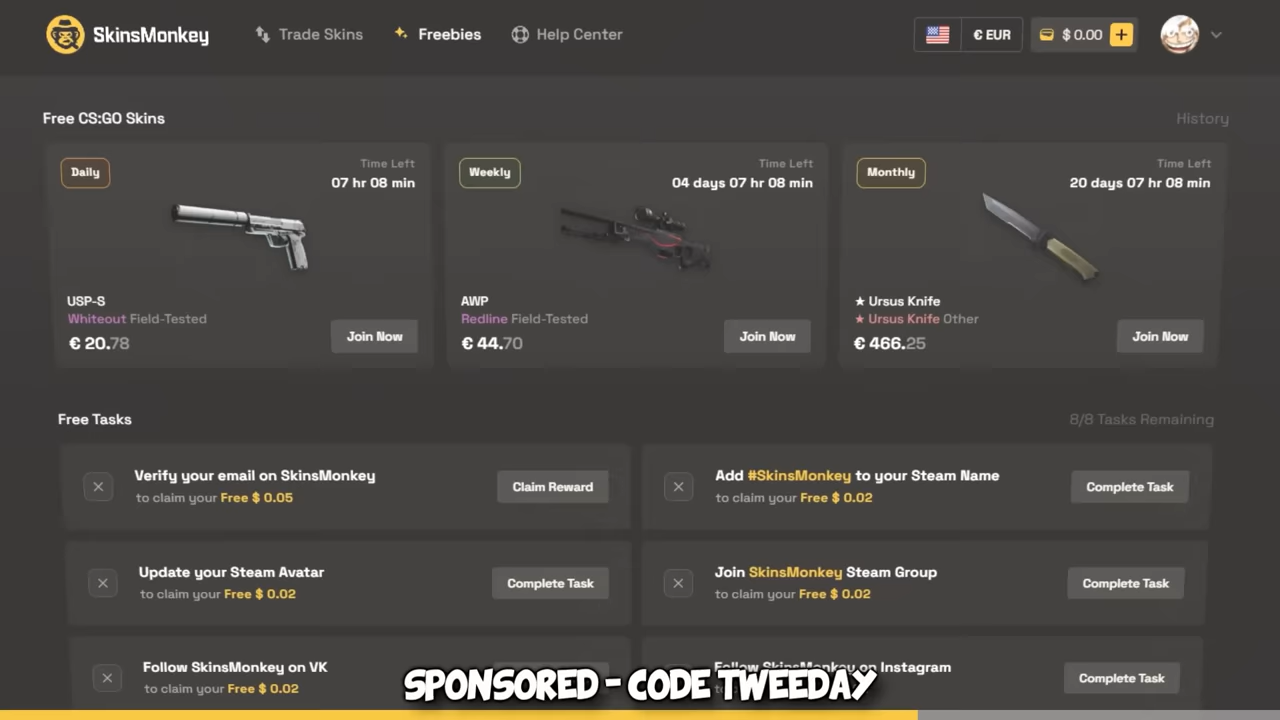 SkinsMonkey
Trade Skins
Freebies
Help Center
€ EUR
$ 0.00
Free CS:GO Skins
History
Daily
Time Left
07 hr 08 min
USP-S
Whiteout Field-Tested
€ 20.78
Join Now
Weekly
Time Left
04 days 07 hr 08 min
AWP
Redline Field-Tested
€ 44.70
Join Now
Monthly
Time Left
20 days 07 hr 08 min
★ Ursus Knife
★ Ursus Knife Other
€ 466.25
Join Now
Free Tasks
8/8 Tasks Remaining
Verify your email on SkinsMonkey
to claim your Free $ 0.05
Claim Reward
Add #SkinsMonkey to your Steam Name
to claim your Free $ 0.02
Complete Task
Update your Steam Avatar
to claim your Free $ 0.02
Complete Task
Join SkinsMonkey Steam Group
to claim your Free $ 0.02
Complete Task
Follow SkinsMonkey on VK
to claim your Free $ 0.02
Follow SkinsMonkey on Instagram
Complete Task
SPONSORED - CODE TWEEDAY